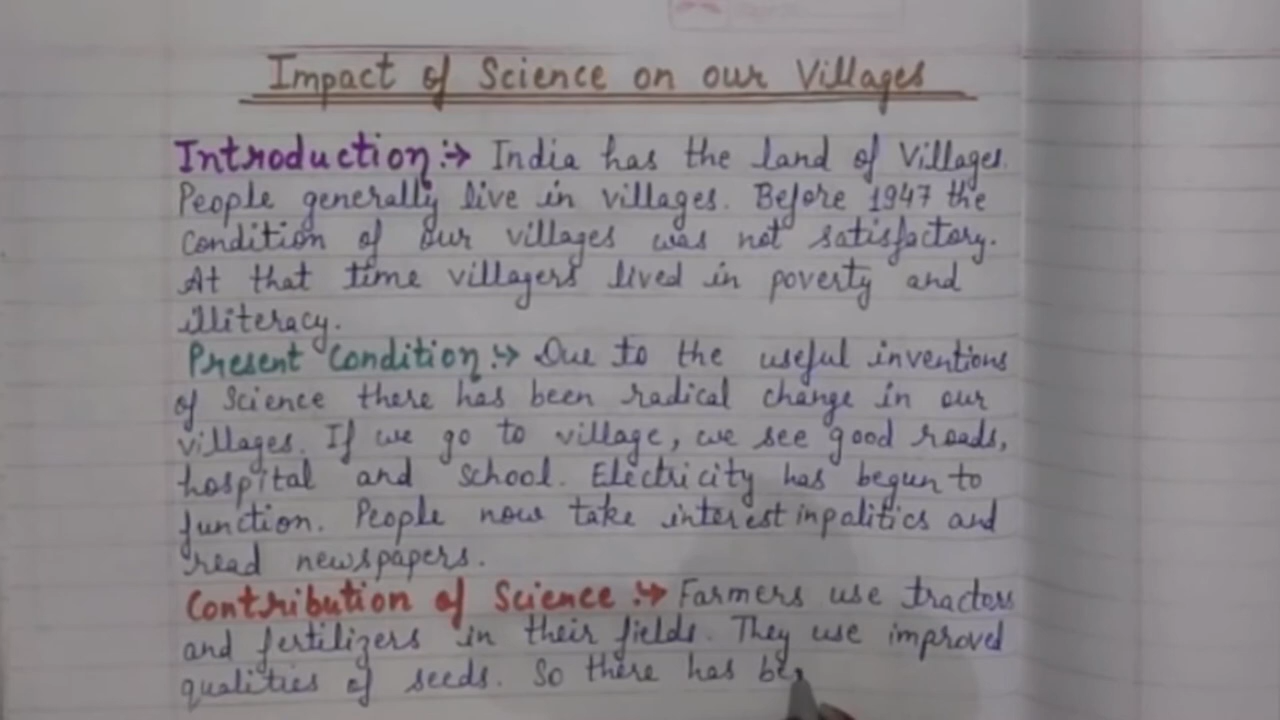 Impact of Science on our Villages
Introduction :→ India has the land of Villages.
People generally live in villages. Before 1947 the
condition of our villages was not satisfactory.
At that time villagers lived in poverty and
illiteracy.
Present Condition :→ Due to the useful inventions
of Science there has been radical change in our
villages. If we go to village, we see good roads,
hospital and school. Electricity has begun to
function. People now take interest in politics and
read newspapers.
Contribution of Science :→ Farmers use tractors
and fertilizers in their fields. They use improved
qualities of seeds. So there has be